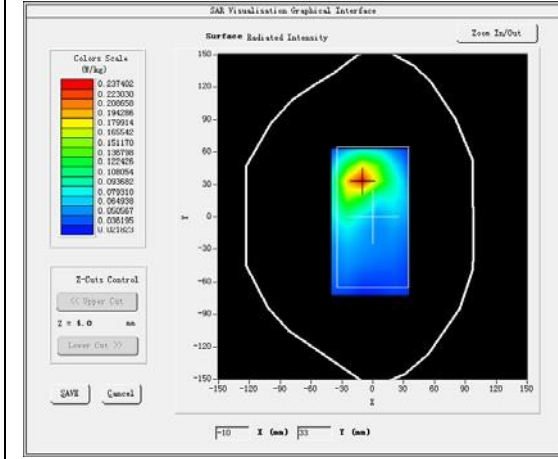 SAR Visualisation Graphical Interface
Surface Radiated Intensity
Zoom In/Out
Colors Scale
(W/kg)
0.237402
0.223030
0.208658
0.194286
0.179914
0.165542
0.151170
0.136798
0.122426
0.108054
0.093682
0.079310
0.064938
0.050567
0.036195
0.021823
150
120
90
60
30
0
-30
-60
-90
-120
-150
Y
-150 -120 -90 -60 -30 0 30 60 90 120 150
X
Z-Cuts Control
<< Upper Cut
Z = 4.0 mm
Lower Cut >>
SAVE Cancel
-10 X (mm) 33 Y (mm)